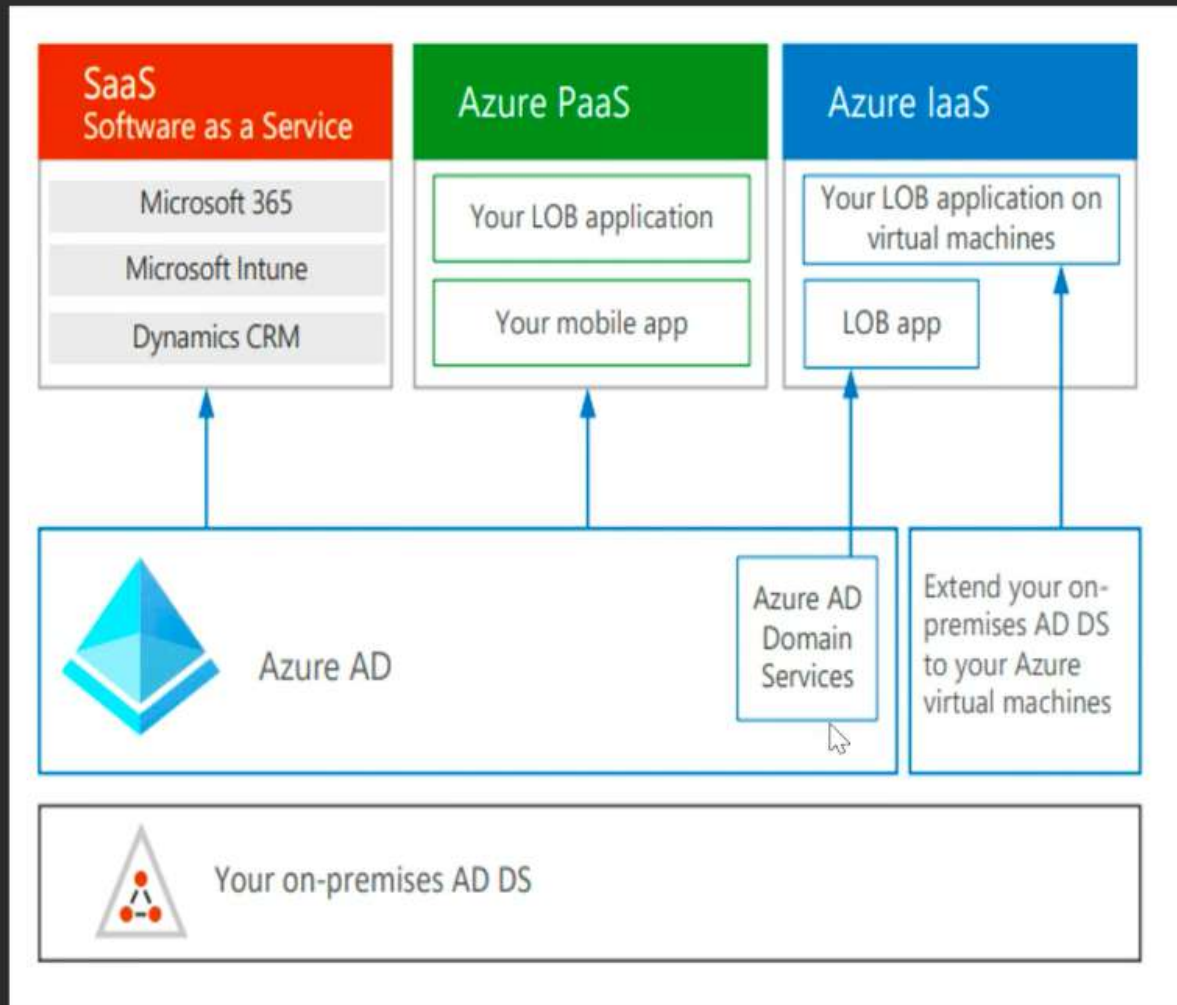 SaaS
Software as a Service
Microsoft 365
Microsoft Intune
Dynamics CRM
Azure PaaS
Your LOB application
Your mobile app
Azure IaaS
Your LOB application on
virtual machines
LOB app
Azure AD
Azure AD
Domain
Services
Extend your on-
premises AD DS
to your Azure
virtual machines
Your on-premises AD DS